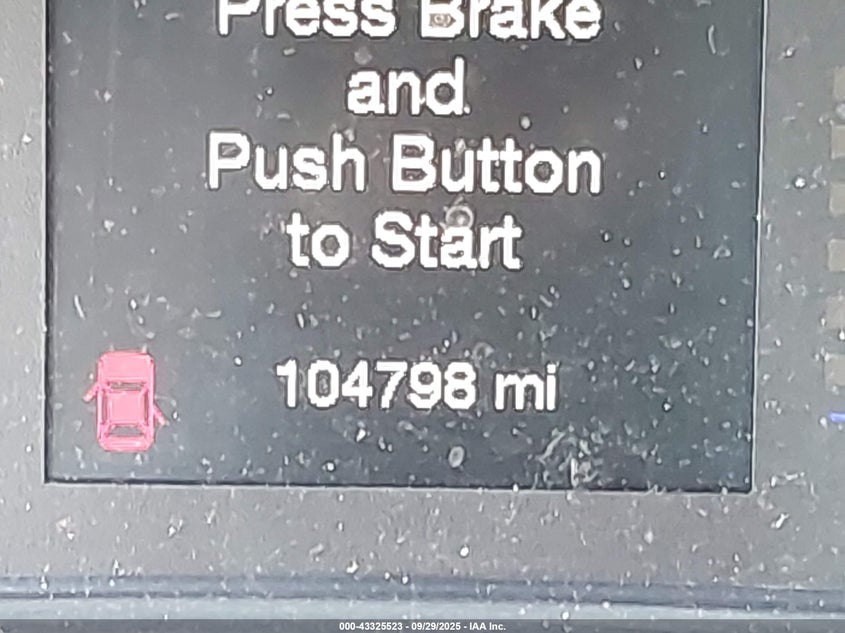 Press Brake
and
Push Button
to Start
104798 mi
000-43325523 - 09/29/2025 - IAA Inc.